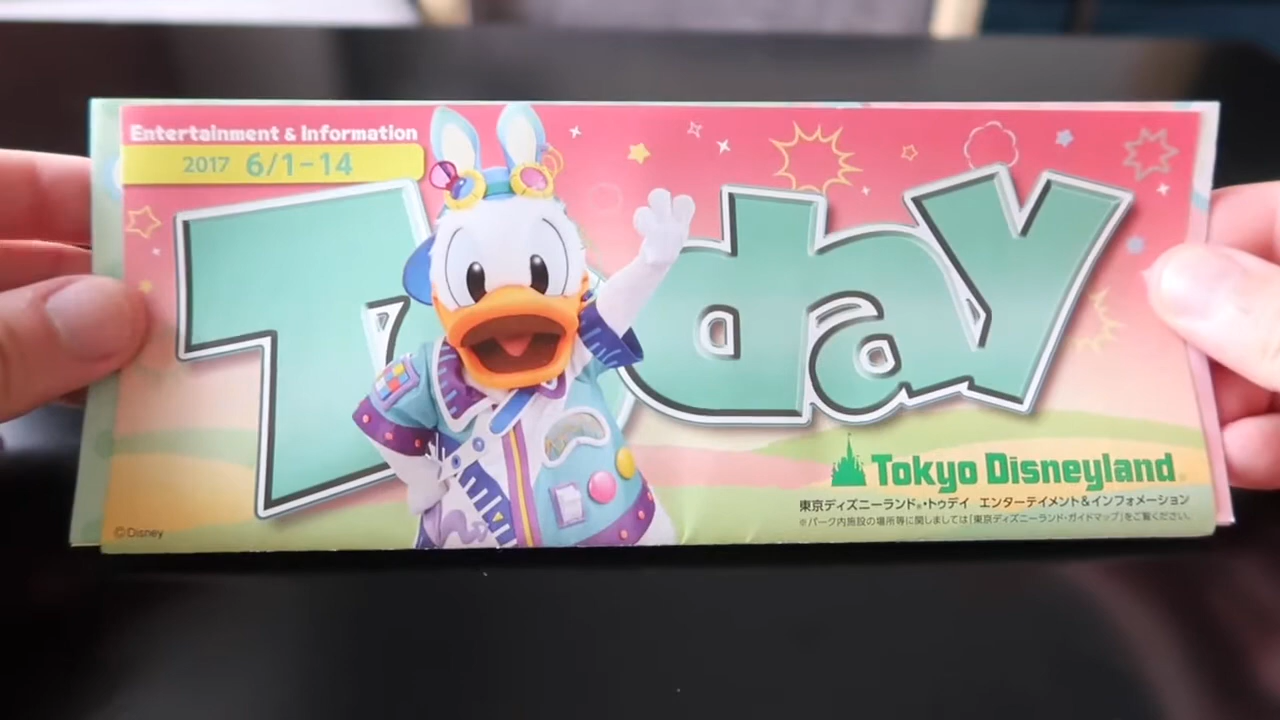 Entertainment & Information
2017 6/1-14
Today
Tokyo Disneyland®
東京ディズニーランド®・トゥデイ エンターテイメント&インフォメーション
※パーク内施設の場所等に関しましては「東京ディズニーランド・ガイドマップ」をご覧ください。
©Disney